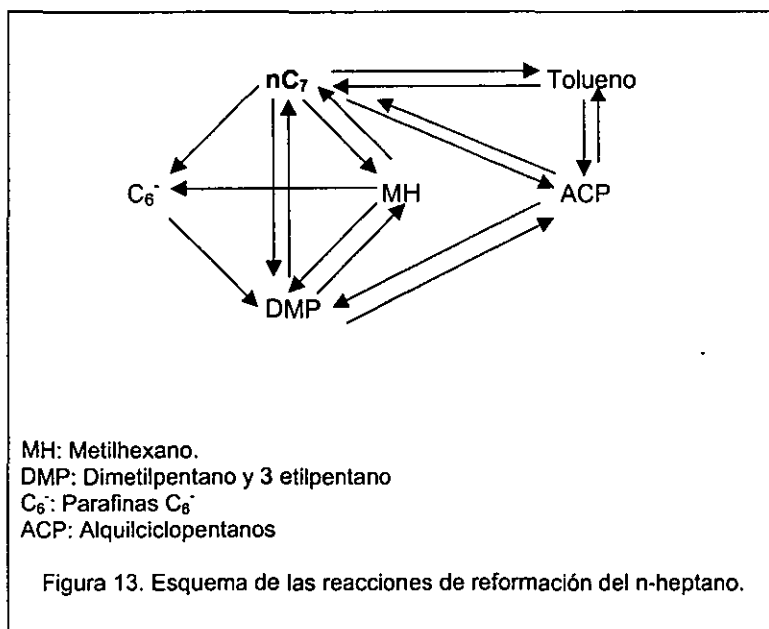 nC₇ Tolueno
C₆⁻ MH ACP
DMP
MH: Metilhexano.
DMP: Dimetilpentano y 3 etilpentano
C₆⁻: Parafinas C₆⁻
ACP: Alquilciclopentanos
Figura 13. Esquema de las reacciones de reformación del n-heptano.